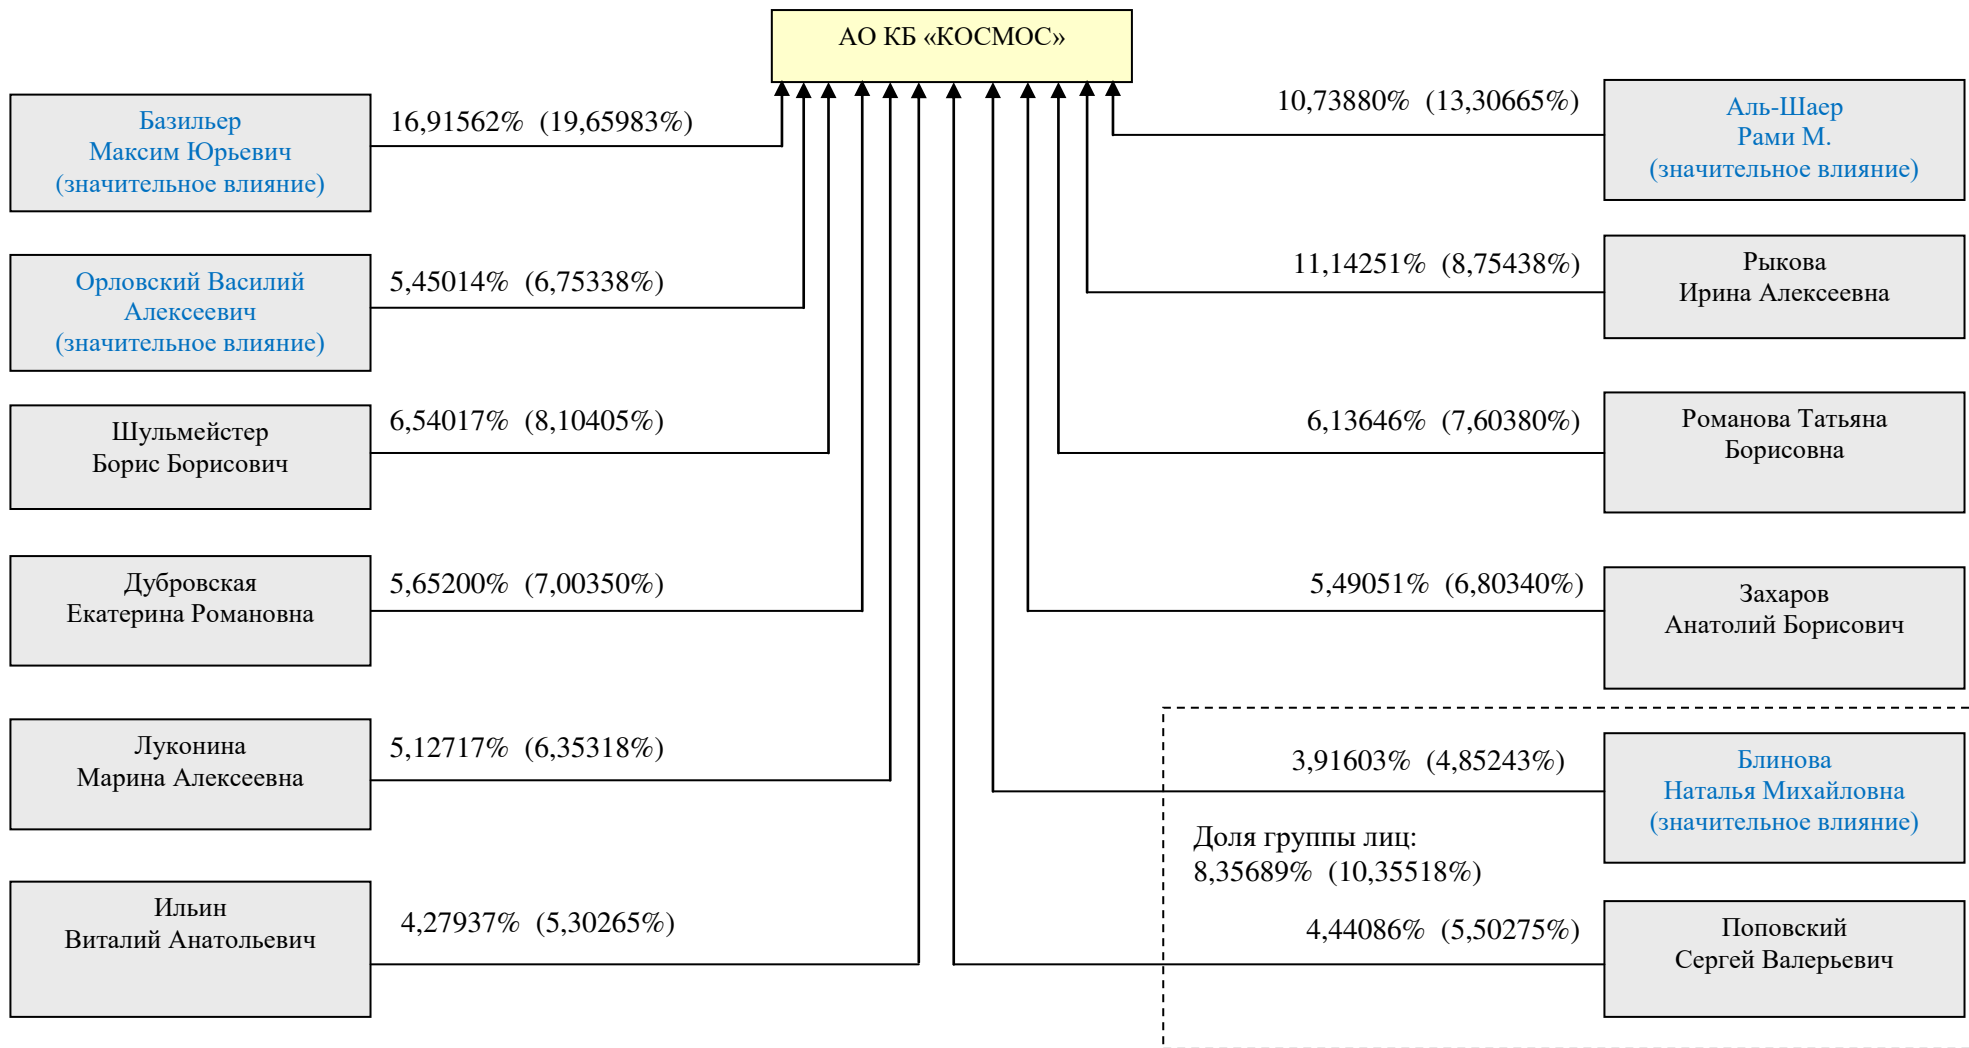 АО КБ «КОСМОС»
Базильер
Максим Юрьевич
(значительное влияние)
16,91562% (19,65983%)
Орловский Василий
Алексеевич
(значительное влияние)
5,45014% (6,75338%)
Шульмейстер
Борис Борисович
6,54017% (8,10405%)
Дубровская
Екатерина Романовна
5,65200% (7,00350%)
Луконина
Марина Алексеевна
5,12717% (6,35318%)
Ильин
Виталий Анатольевич
4,27937% (5,30265%)
10,73880% (13,30665%)
Аль-Шаер
Рами М.
(значительное влияние)
11,14251% (8,75438%)
Рыкова
Ирина Алексеевна
6,13646% (7,60380%)
Романова Татьяна
Борисовна
5,49051% (6,80340%)
Захаров
Анатолий Борисович
3,91603% (4,85243%)
Блинова
Наталья Михайловна
(значительное влияние)
Доля группы лиц:
8,35689% (10,35518%)
4,44086% (5,50275%)
Поповский
Сергей Валерьевич